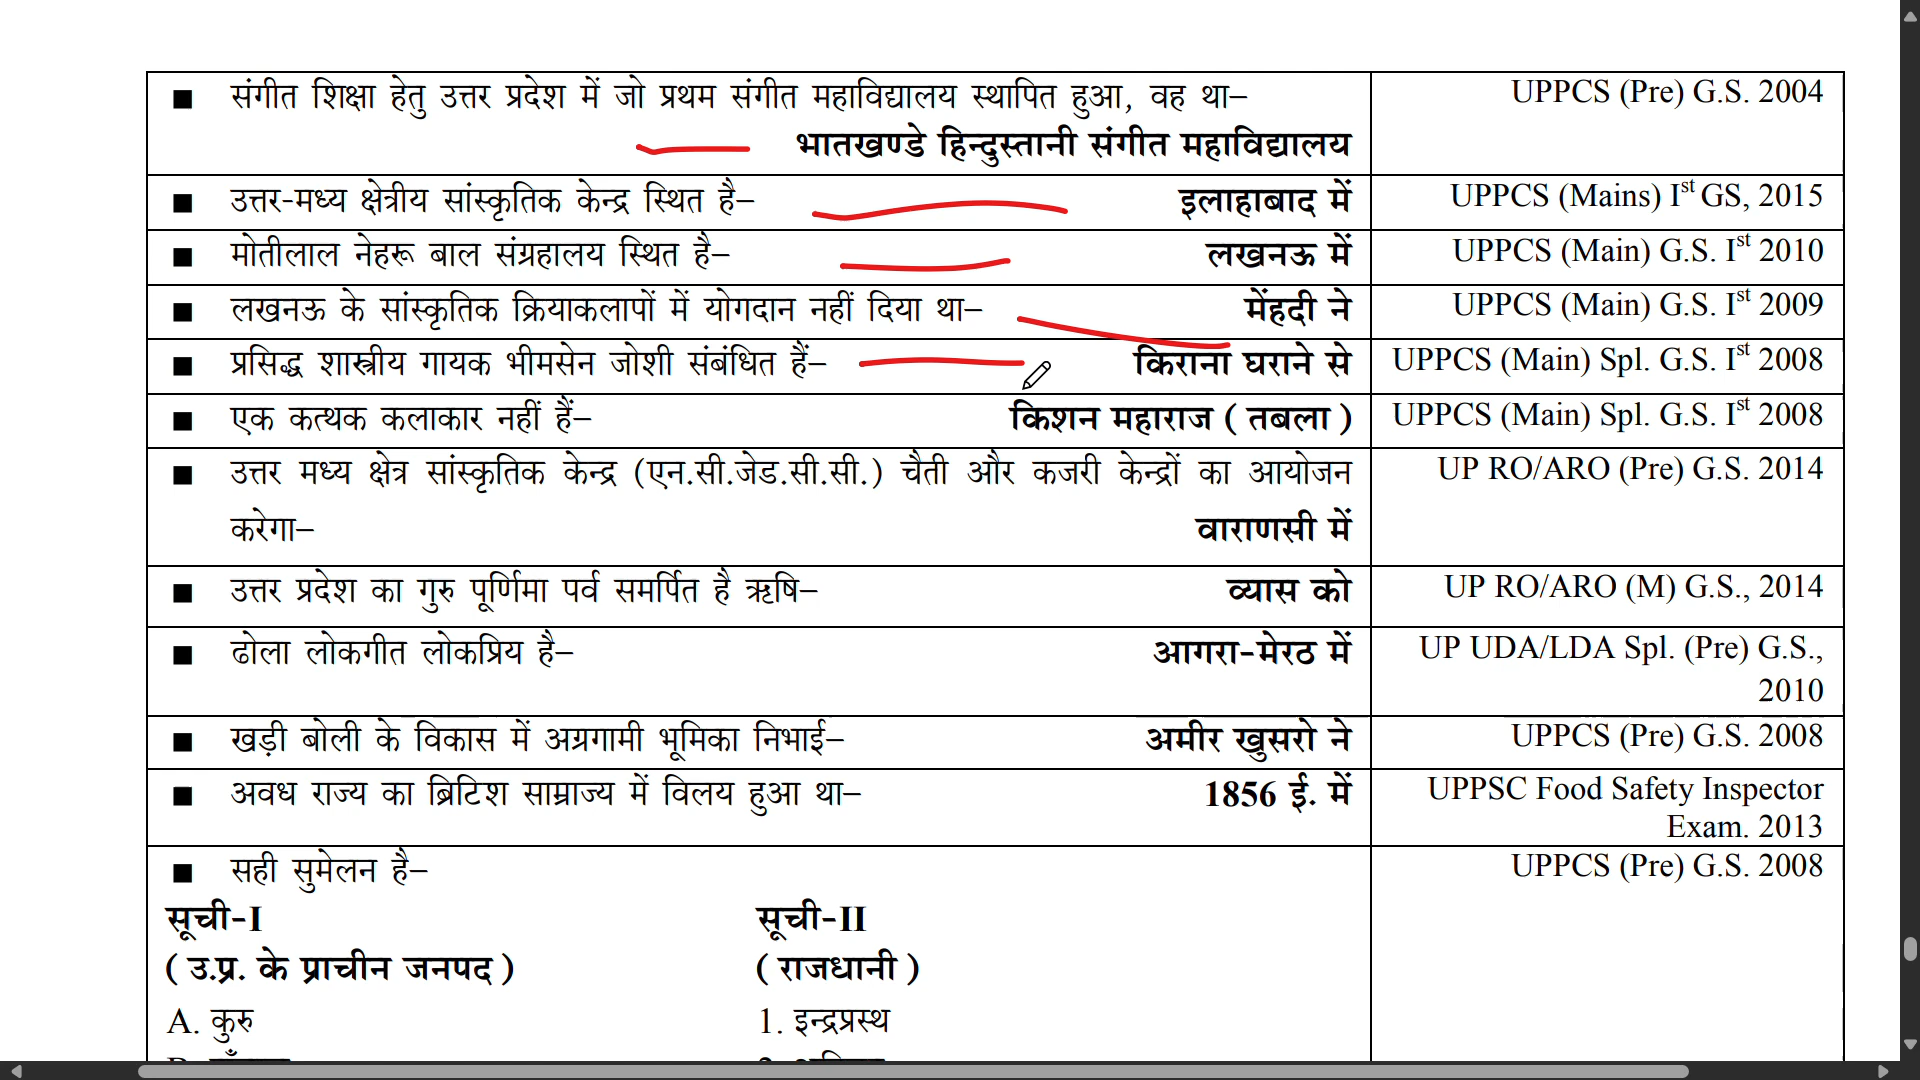 ■ संगीत शिक्षा हेतु उत्तर प्रदेश में जो प्रथम संगीत महाविद्यालय स्थापित हुआ, वह था– UPPCS (Pre) G.S. 2004
भातखण्डे हिन्दुस्तानी संगीत महाविद्यालय
■ उत्तर-मध्य क्षेत्रीय सांस्कृतिक केन्द्र स्थित है– इलाहाबाद में UPPCS (Mains) Ist GS, 2015
■ मोतीलाल नेहरू बाल संग्रहालय स्थित है– लखनऊ में UPPCS (Main) G.S. Ist 2010
■ लखनऊ के सांस्कृतिक क्रियाकलापों में योगदान नहीं दिया था– मेंहदी ने UPPCS (Main) G.S. Ist 2009
■ प्रसिद्ध शास्त्रीय गायक भीमसेन जोशी संबंधित हैं– किराना घराने से UPPCS (Main) Spl. G.S. Ist 2008
■ एक कत्थक कलाकार नहीं हैं– किशन महाराज ( तबला ) UPPCS (Main) Spl. G.S. Ist 2008
■ उत्तर मध्य क्षेत्र सांस्कृतिक केन्द्र (एन.सी.जेड.सी.सी.) चैती और कजरी केन्द्रों का आयोजन UP RO/ARO (Pre) G.S. 2014
करेगा– वाराणसी में
■ उत्तर प्रदेश का गुरु पूर्णिमा पर्व समर्पित है ऋषि– व्यास को UP RO/ARO (M) G.S., 2014
■ ढोला लोकगीत लोकप्रिय है– आगरा-मेरठ में UP UDA/LDA Spl. (Pre) G.S.,
2010
■ खड़ी बोली के विकास में अग्रगामी भूमिका निभाई– अमीर खुसरो ने UPPCS (Pre) G.S. 2008
■ अवध राज्य का ब्रिटिश साम्राज्य में विलय हुआ था– 1856 ई. में UPPSC Food Safety Inspector
Exam. 2013
■ सही सुमेलन है– UPPCS (Pre) G.S. 2008
सूची-I सूची-II
( उ.प्र. के प्राचीन जनपद ) ( राजधानी )
A. कुरु 1. इन्द्रप्रस्थ